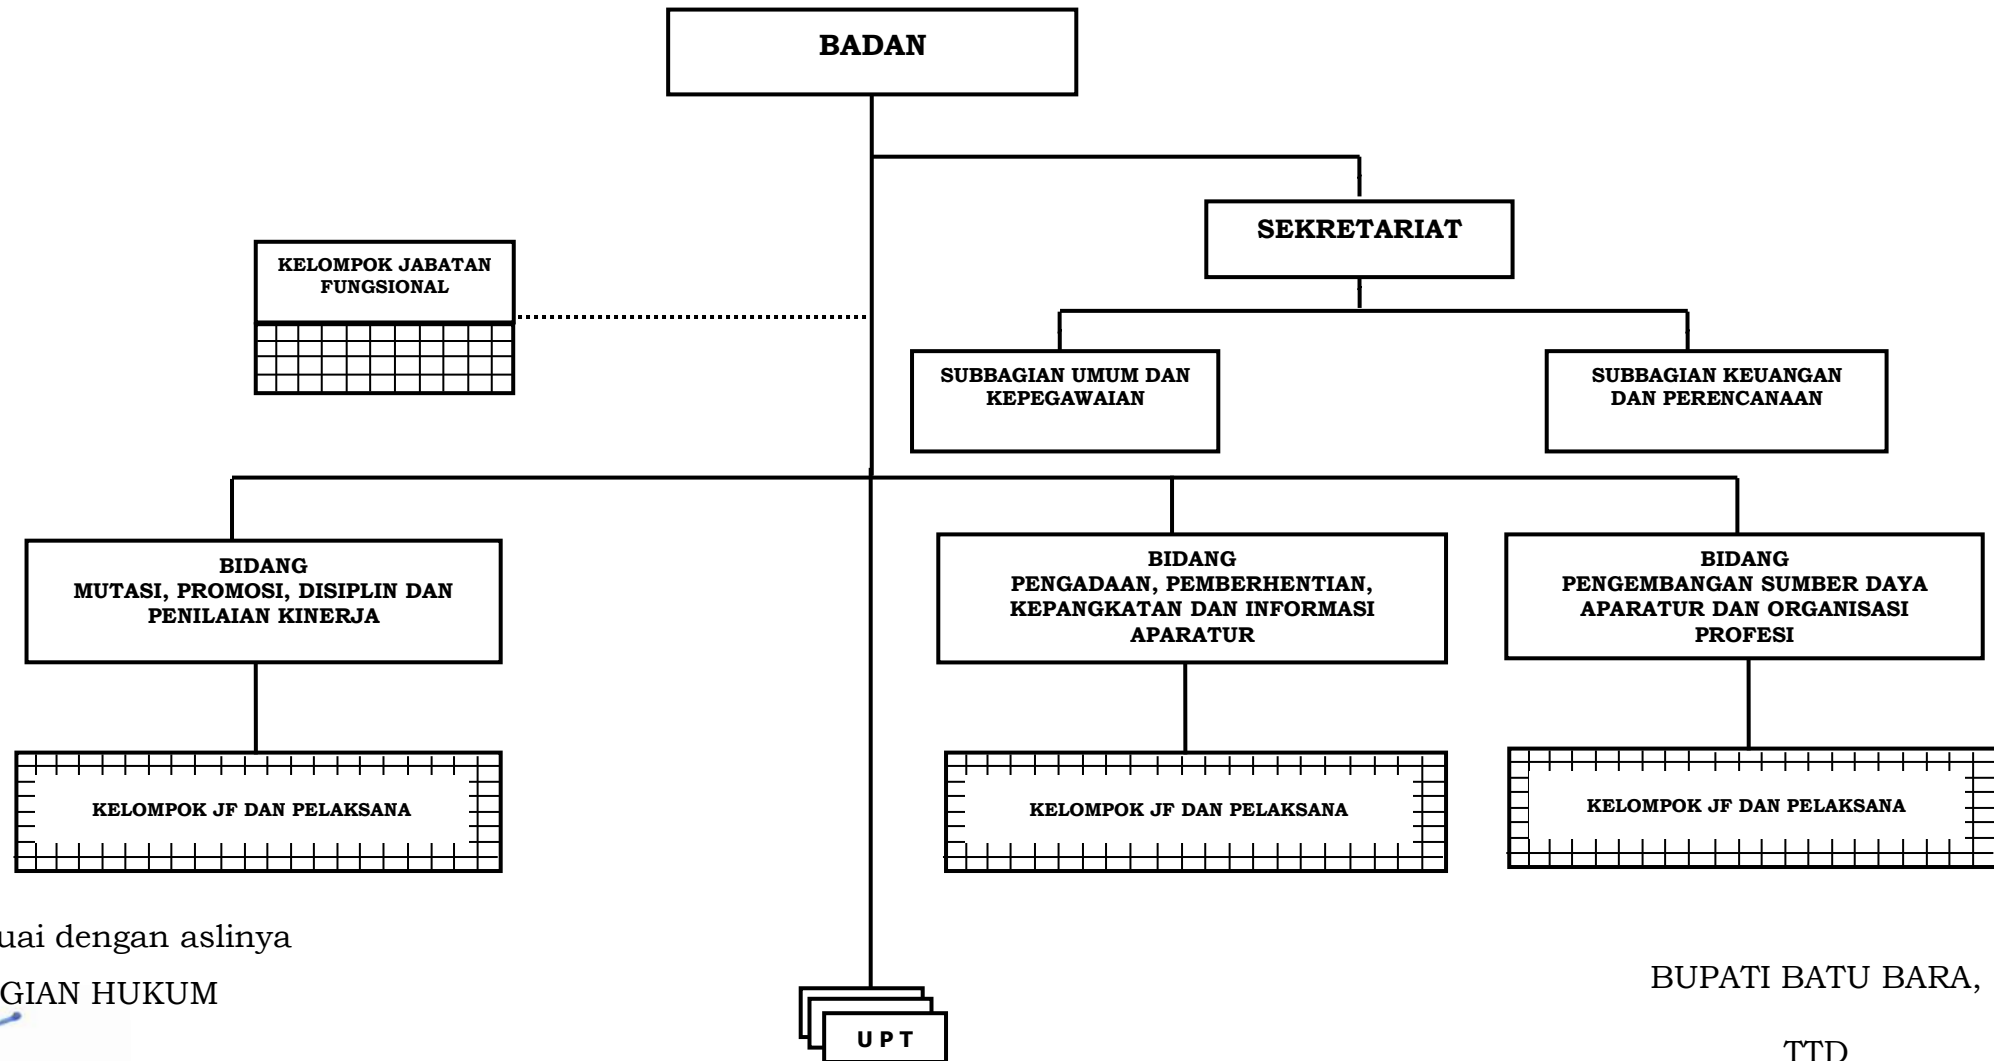 BADAN
SEKRETARIAT
KELOMPOK JABATAN
FUNGSIONAL
SUBBAGIAN UMUM DAN
KEPEGAWAIAN
SUBBAGIAN KEUANGAN
DAN PERENCANAAN
BIDANG
MUTASI, PROMOSI, DISIPLIN DAN
PENILAIAN KINERJA
BIDANG
PENGADAAN, PEMBERHENTIAN,
KEPANGKATAN DAN INFORMASI
APARATUR
BIDANG
PENGEMBANGAN SUMBER DAYA
APARATUR DAN ORGANISASI
PROFESI
KELOMPOK JF DAN PELAKSANA
KELOMPOK JF DAN PELAKSANA
KELOMPOK JF DAN PELAKSANA
uai dengan aslinya
GIAN HUKUM
U P T
BUPATI BATU BARA,
TTD